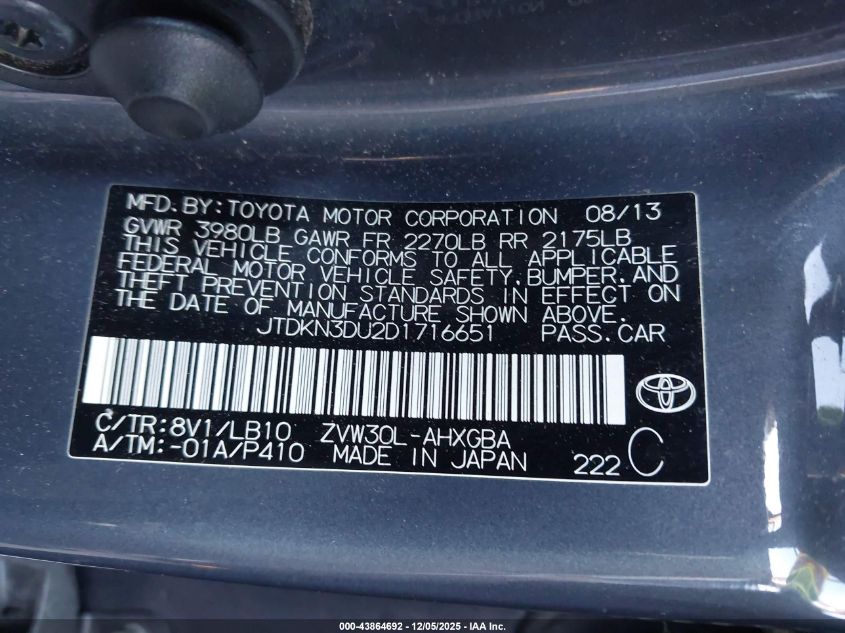 MFD.BY:TOYOTA MOTOR CORPORATION 08/13
GVWR 3980LB GAWR FR 2270LB RR 2175LB
THIS VEHICLE CONFORMS TO ALL APPLICABLE
FEDERAL MOTOR VEHICLE SAFETY,BUMPER,AND
THEFT PREVENTION STANDARDS IN EFFECT ON
THE DATE OF MANUFACTURE SHOWN ABOVE.
JTDKN3DU2D1716651 PASS.CAR
C/TR:8V1/LB10 ZVW30L-AHXGBA
A/TM:-01A/P410 MADE IN JAPAN 222 C
000-43864692 - 12/05/2025 - IAA Inc.